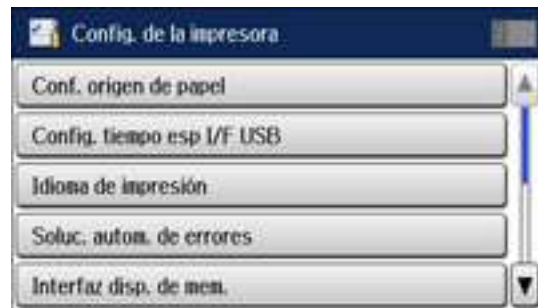 Config. de la impresora
Conf. origen de papel
Config. tiempo esp I/F USB
Idioma de impresión
Soluc. autom. de errores
Interfaz disp. de mem.